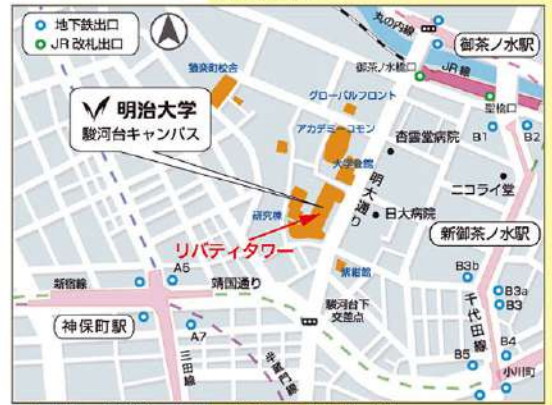 地下鉄出口
JR 改札出口
丸の内線
御茶ノ水駅
猿楽町校舎
御茶ノ水橋口
JR 線
グローバルフロント
聖橋口
明治大学
駿河台キャンパス
アカデミーコモン
杏雲堂病院
B1
B2
大学会館
明大通り
ニコライ堂
研究棟
日大病院
リバティタワー
新御茶ノ水駅
紫紺館
B3b
新宿線
A5
靖国通り
B3a
B3
駿河台下
交差点
千代田線
神保町駅
A7
B4
三田線
半蔵門線
B5
小川町